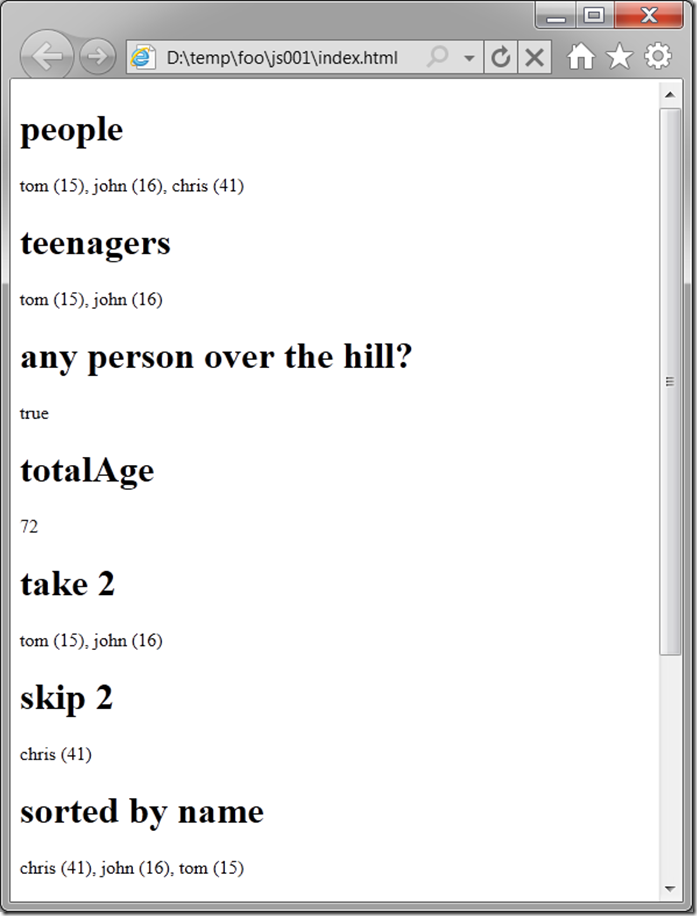 D:\temp\foo\js001\index.html
people
tom (15), john (16), chris (41)
teenagers
tom (15), john (16)
any person over the hill?
true
totalAge
72
take 2
tom (15), john (16)
skip 2
chris (41)
sorted by name
chris (41), john (16), tom (15)